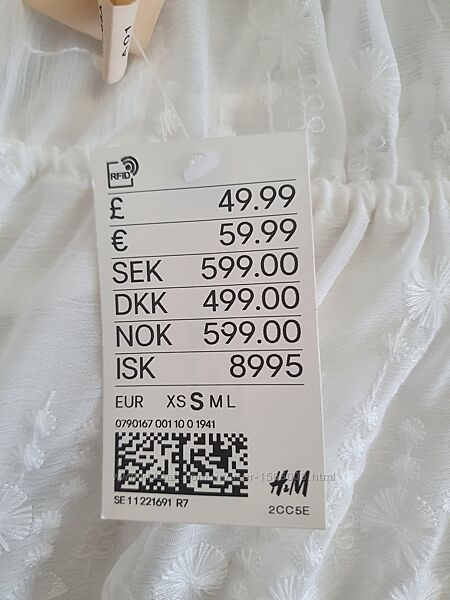 A01
RFID
£ 49.99
€ 59.99
SEK 599.00
DKK 499.00
NOK 599.00
ISK 8995
EUR XS S M L
0790167 001 10 0 1941
SE 11221691 R7
H&M
2CC5E